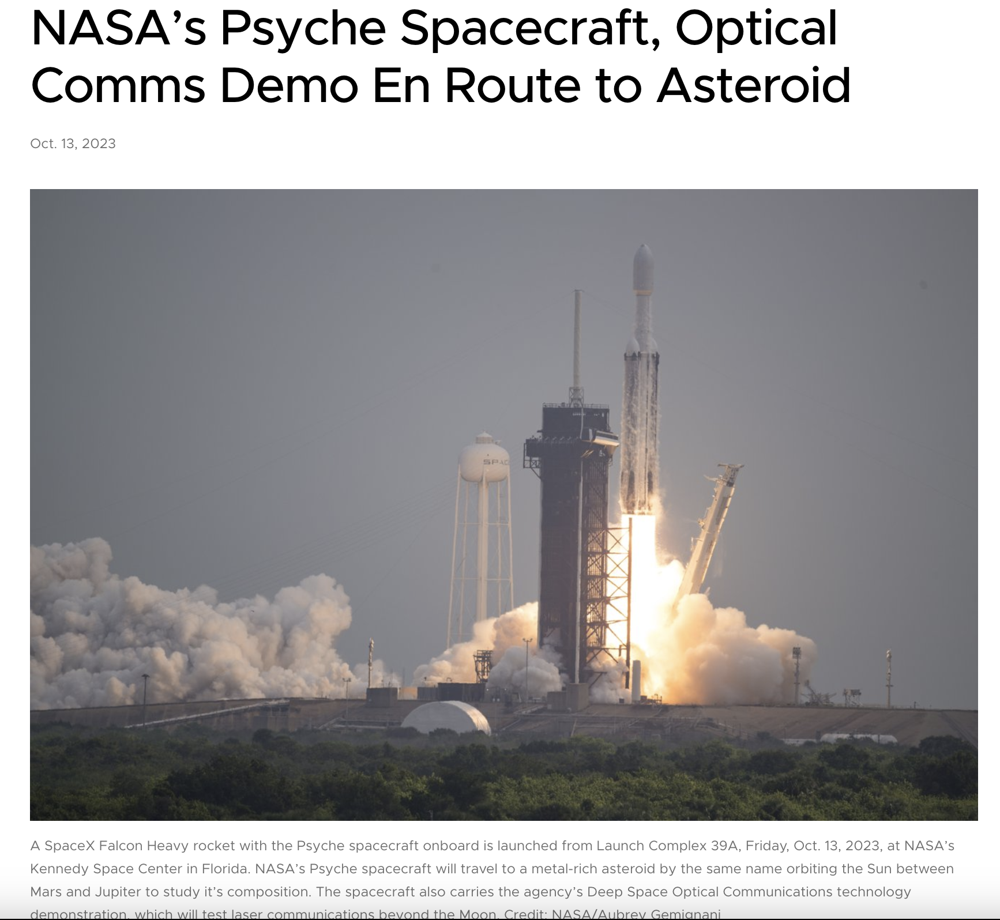 NASA’s Psyche Spacecraft, Optical
Comms Demo En Route to Asteroid
Oct. 13, 2023
SPAC
A SpaceX Falcon Heavy rocket with the Psyche spacecraft onboard is launched from Launch Complex 39A, Friday, Oct. 13, 2023, at NASA’s
Kennedy Space Center in Florida. NASA’s Psyche spacecraft will travel to a metal-rich asteroid by the same name orbiting the Sun between
Mars and Jupiter to study it’s composition. The spacecraft also carries the agency’s Deep Space Optical Communications technology
demonstration, which will test laser communications beyond the Moon. Credit: NASA/Aubrey Gemignani